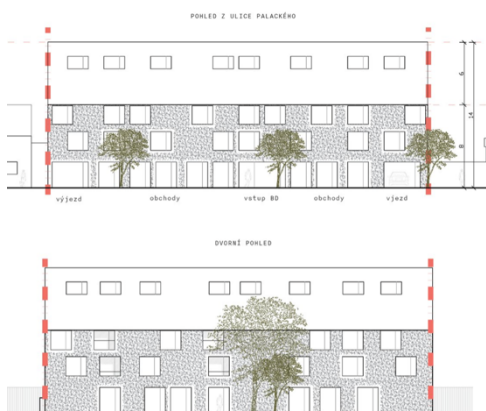 POHLED Z ULICE PALACKÉHO
6
14
8
výjezd obchody vstup BD obchody vjezd
DVORNÍ POHLED